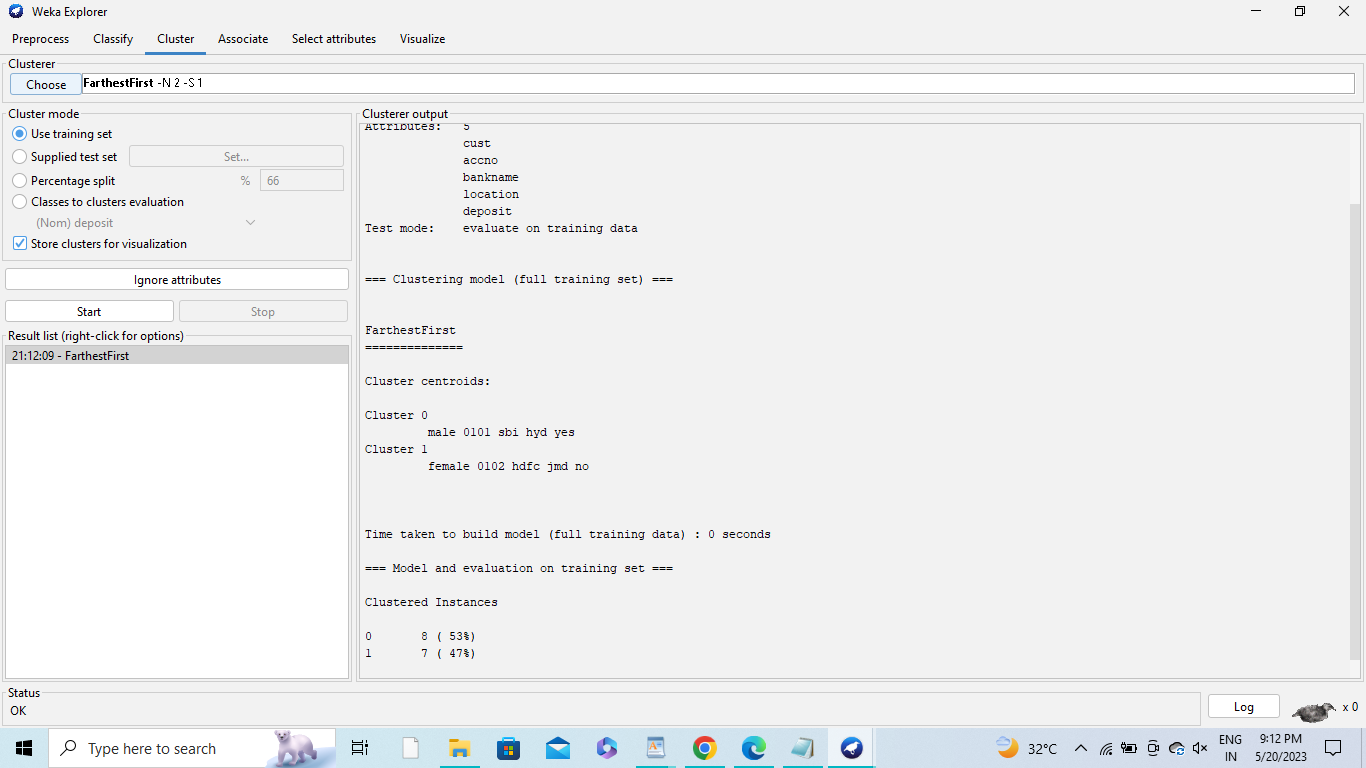 Weka Explorer
Preprocess Classify Cluster Associate Select attributes Visualize
Clusterer
Choose FarthestFirst -N 2 -S 1
Cluster mode
Use training set
Supplied test set Set...
Percentage split % 66
Classes to clusters evaluation
(Nom) deposit
Store clusters for visualization
Ignore attributes
Start Stop
Result list (right-click for options)
21:12:09 - FarthestFirst
Clusterer output
Attributes: 5
cust
accno
bankname
location
deposit
Test mode: evaluate on training data
=== Clustering model (full training set) ===
FarthestFirst
==============
Cluster centroids:
Cluster 0
male 0101 sbi hyd yes
Cluster 1
female 0102 hdfc jmd no
Time taken to build model (full training data) : 0 seconds
=== Model and evaluation on training set ===
Clustered Instances
0 8 ( 53%)
1 7 ( 47%)
Status
OK
Log x 0
Type here to search
32°C
ENG
IN
9:12 PM
5/20/2023